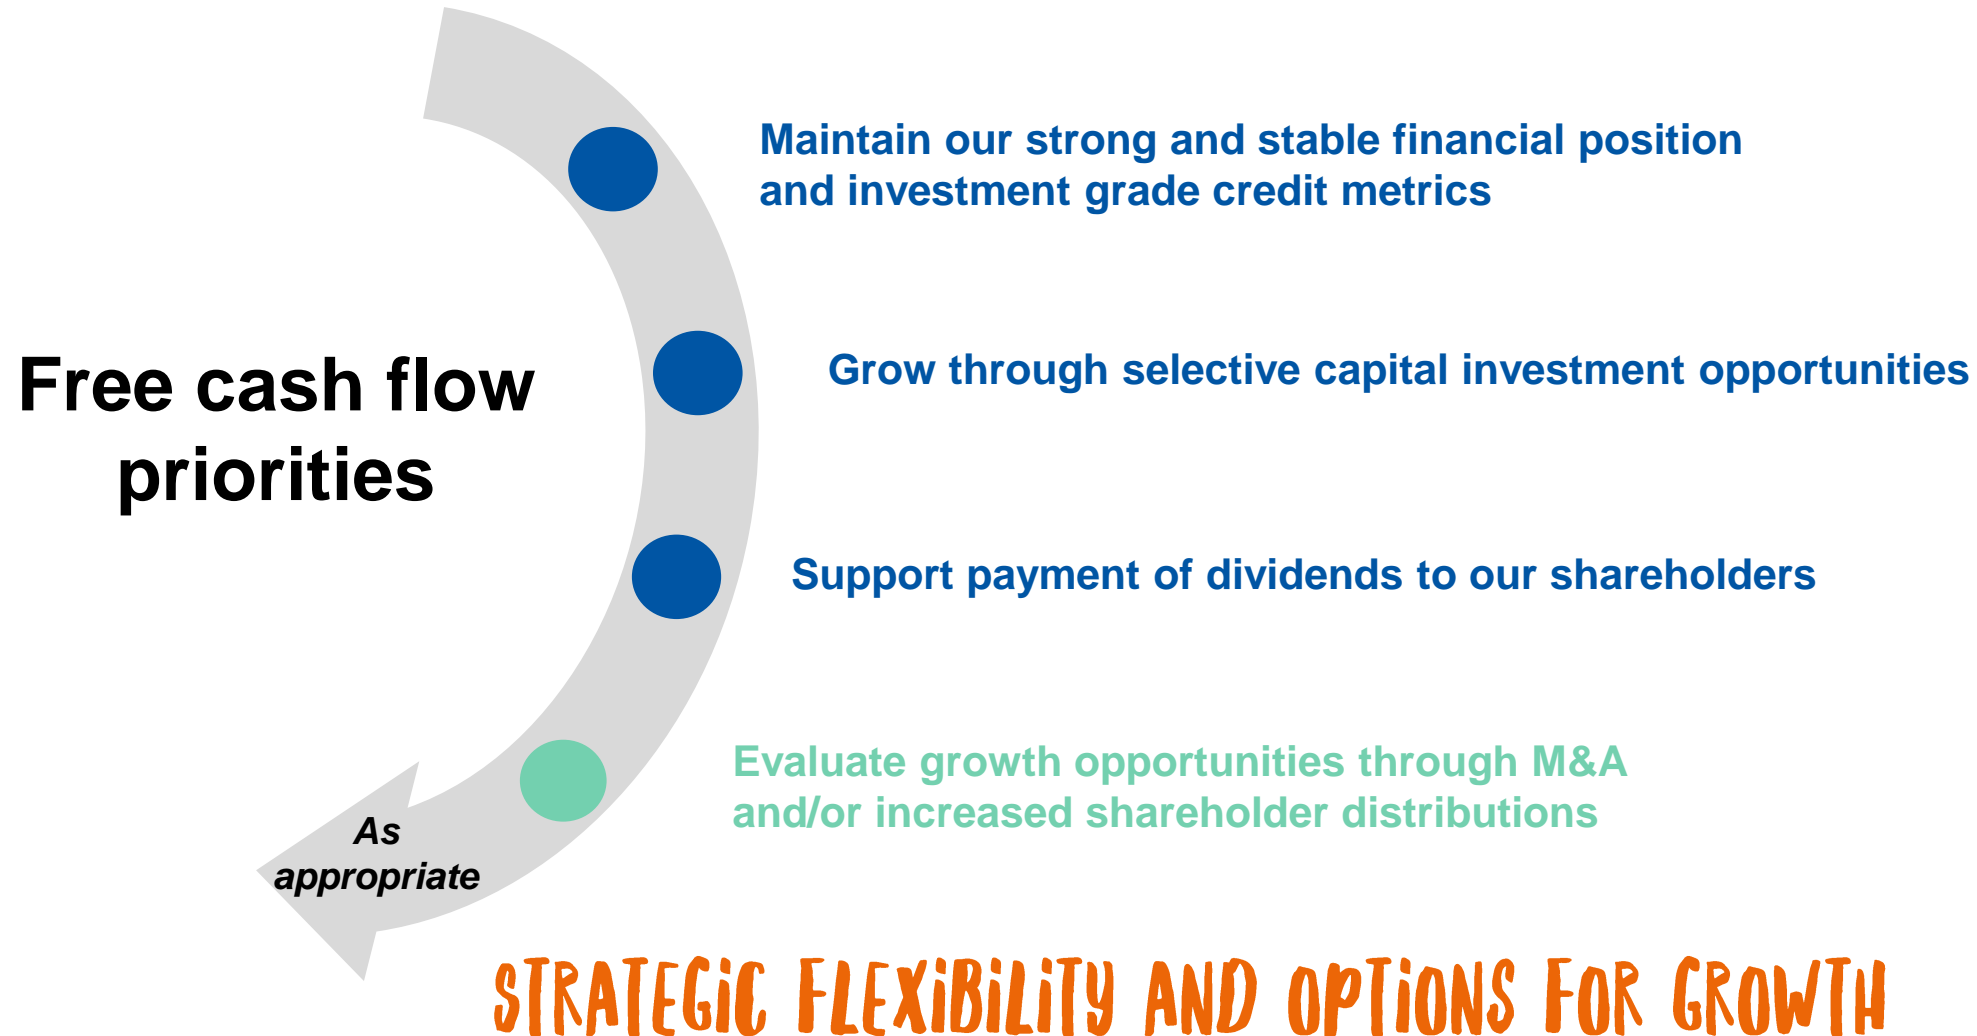 Free cash flow
priorities
Maintain our strong and stable financial position
and investment grade credit metrics
Grow through selective capital investment opportunities
Support payment of dividends to our shareholders
Evaluate growth opportunities through M&A
and/or increased shareholder distributions
As
appropriate
STRATEGiC FLEXiBiLiTY AND OPTiONS FOR GROWTH